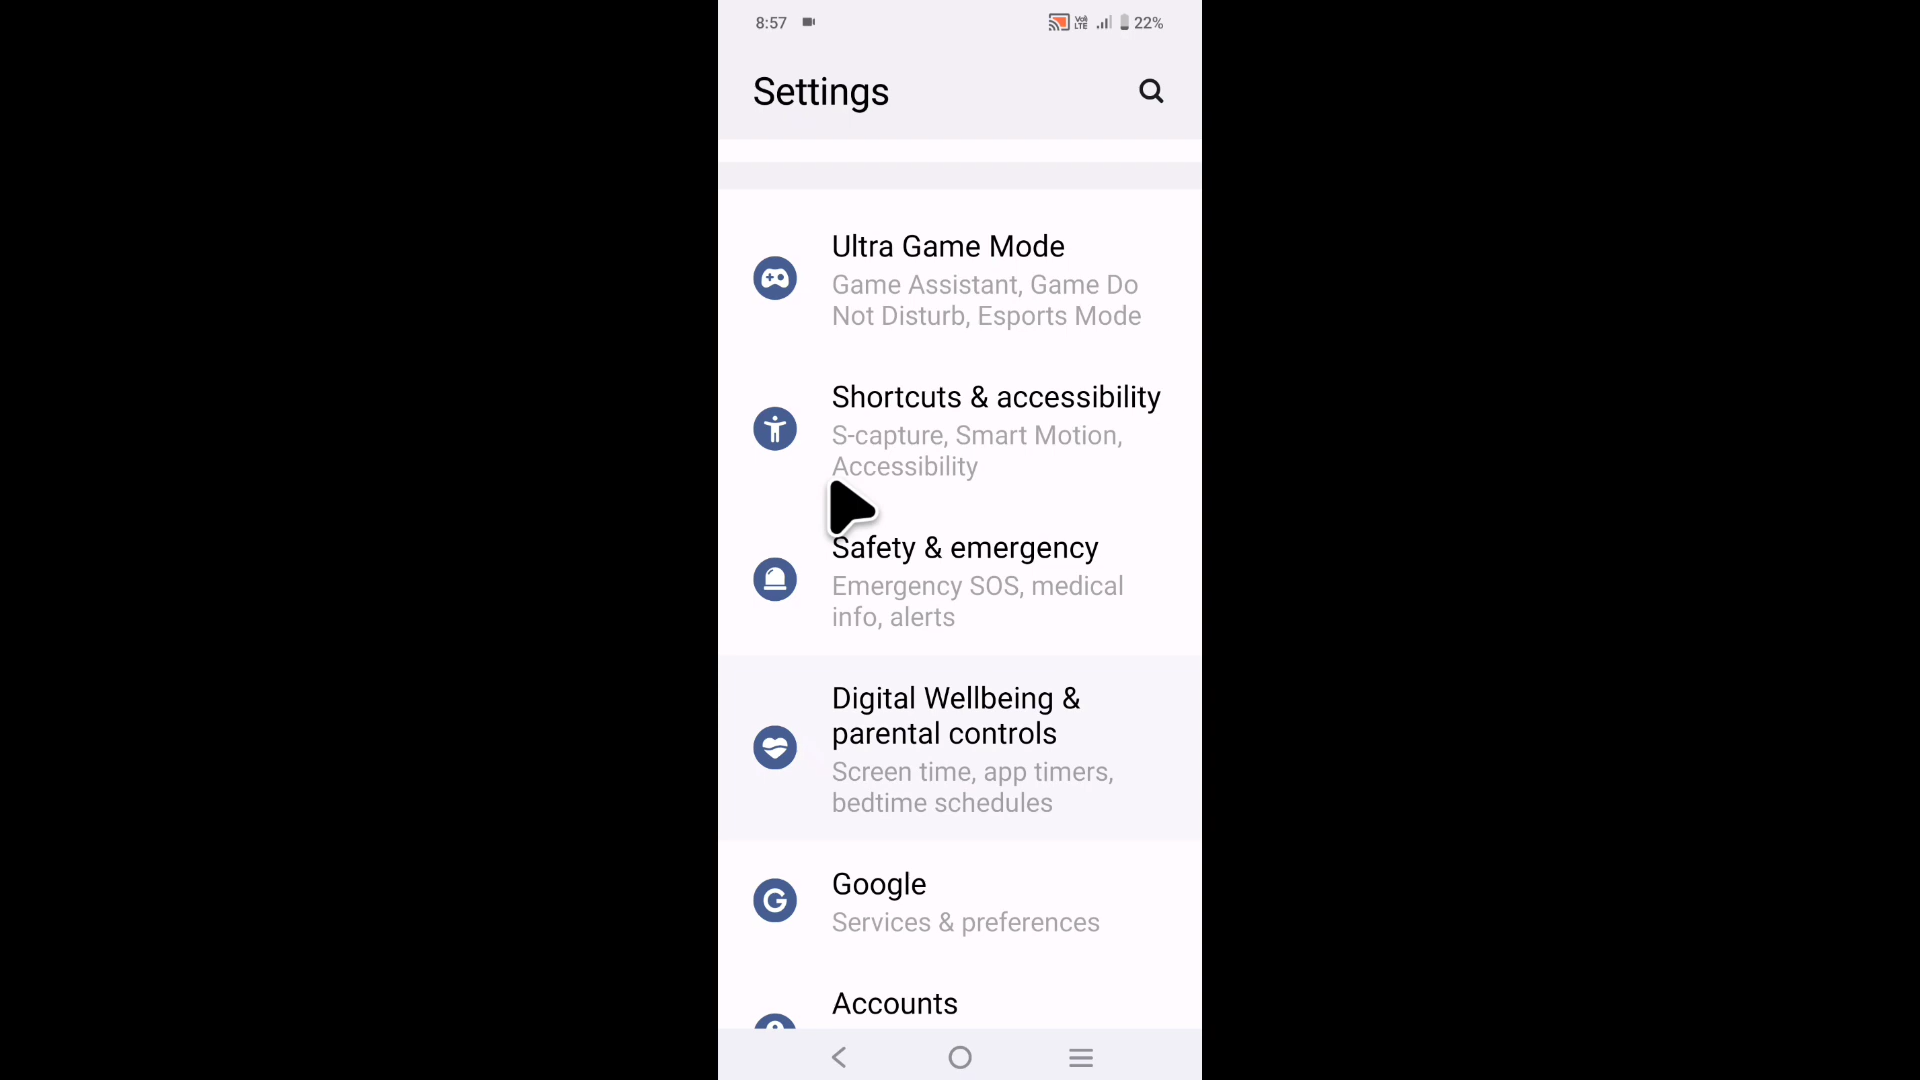 8:57
Vo)) LTE 22%
Settings
Ultra Game Mode
Game Assistant, Game Do
Not Disturb, Esports Mode
Shortcuts & accessibility
S-capture, Smart Motion,
Accessibility
Safety & emergency
Emergency SOS, medical
info, alerts
Digital Wellbeing &
parental controls
Screen time, app timers,
bedtime schedules
Google
Services & preferences
Accounts